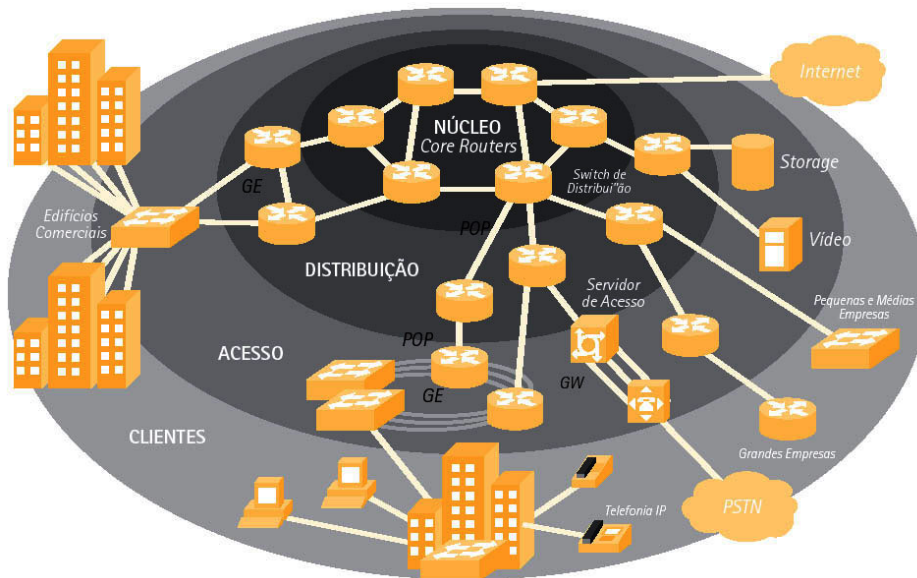 Internet
NÚCLEO
Core Routers
Storage
GE
Switch de
Distribui"ão
Edifícios
Comerciais
POP
Vídeo
DISTRIBUIÇÃO
Servidor
de Acesso
Pequenas e Médias
Empresas
POP
ACESSO
GE
GW
CLIENTES
Grandes Empresas
PSTN
Telefonia IP